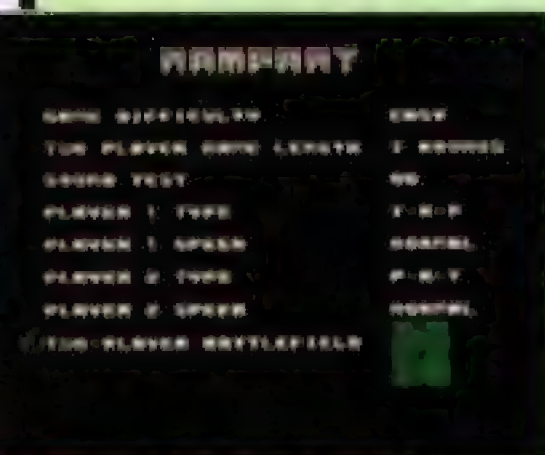 RAMPART
GAME DIFFICULTY EASY
TWO PLAYER GAME LENGTH ROUNDS
SOUND TEST
PLAYER 1 TYPE
PLAYER 1 SPEED NORMAL
PLAYER 2 TYPE
PLAYER 2 SPEED NORMAL
TWO-PLAYER BATTLEFIELD